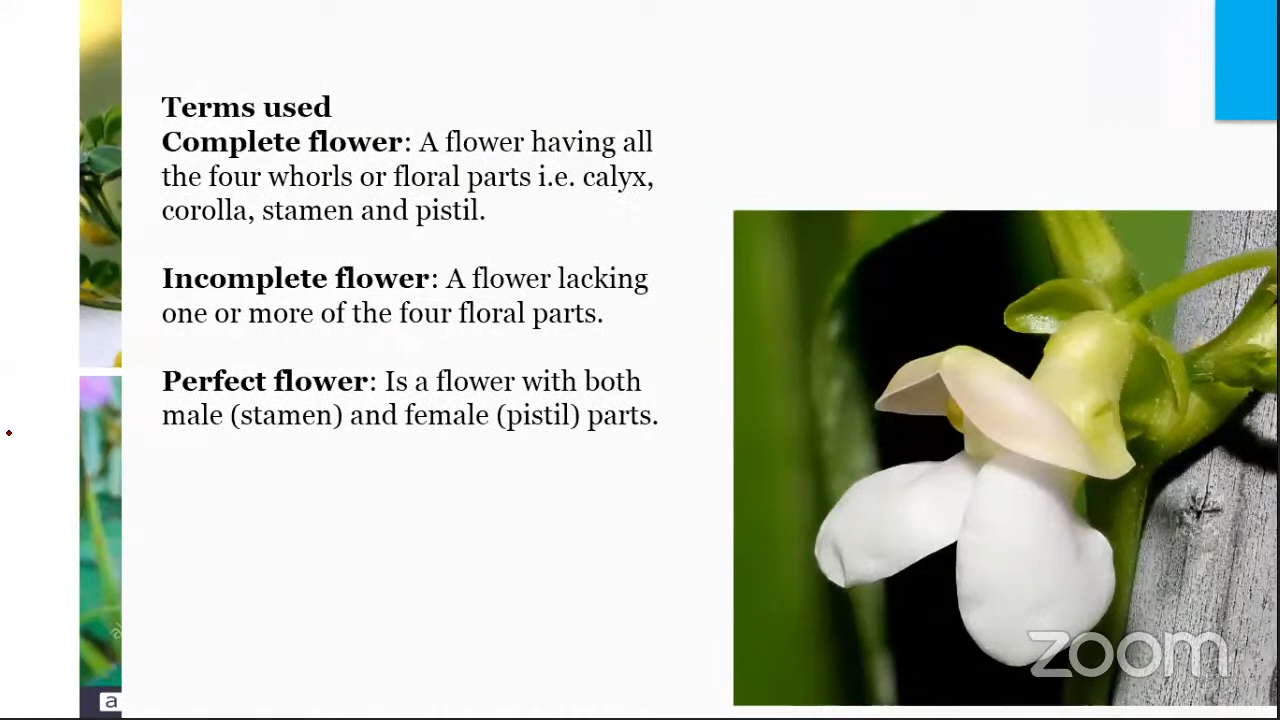 Terms used
Complete flower: A flower having all
the four whorls or floral parts i.e. calyx,
corolla, stamen and pistil.
Incomplete flower: A flower lacking
one or more of the four floral parts.
Perfect flower: Is a flower with both
male (stamen) and female (pistil) parts.
zoom
a